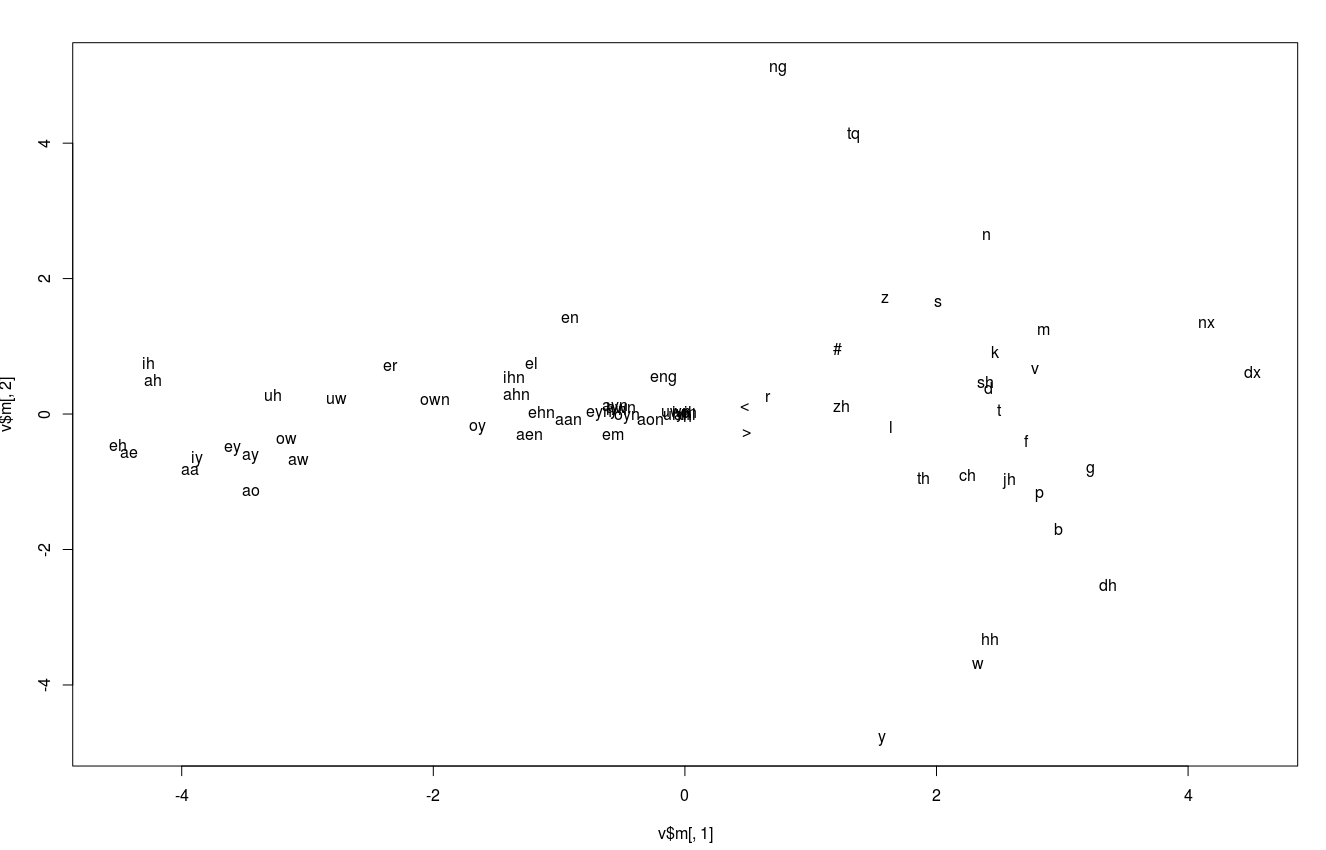 ng
4
tq
n
2
z
s
nx
en
m
#
k
ih
el
er
v
dx
ah
ihn
eng
sh
d
uh
uw
own
ahn
r
<
zh
t
0
ehn
aan
aon
oy
l
>
v$m[, 2]
eh
ae
iy
aa
ey
ay
ow
aw
aen
em
f
g
th
ch
jh
p
ao
b
-2
dh
hh
w
-4
y
-4
-2
0
2
4
v$m[, 1]